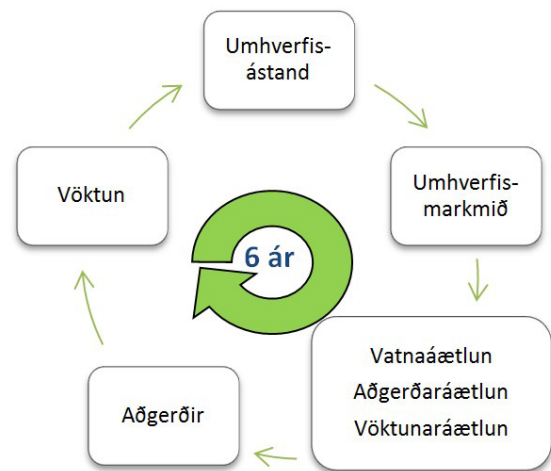 Umhverfis-
ástand
Umhverfis-
markmið
Vatnaáætlun
Aðgerðaráætlun
Vöktunaráætlun
Aðgerðir
Vöktun
6 ár